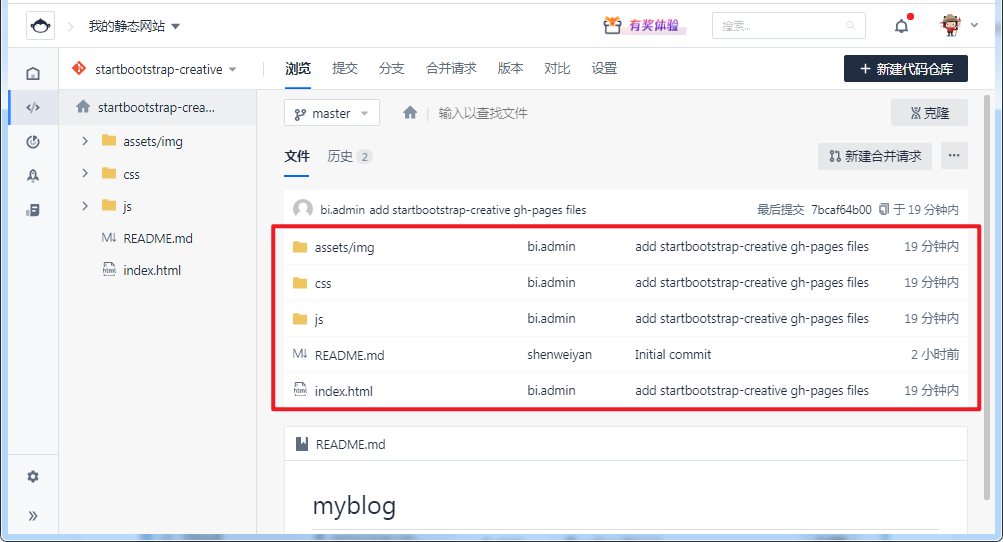 我的静态网站
有奖体验
搜索...
startbootstrap-creative
浏览 提交 分支 合并请求 版本 对比 设置
新建代码仓库
startbootstrap-crea...
assets/img
css
js
README.md
index.html
master
输入以查找文件
克隆
文件 历史 2
新建合并请求
bi.admin add startbootstrap-creative gh-pages files 最后提交 7bcaf64b00 于 19 分钟内
assets/img bi.admin add startbootstrap-creative gh-pages files 19 分钟内
css bi.admin add startbootstrap-creative gh-pages files 19 分钟内
js bi.admin add startbootstrap-creative gh-pages files 19 分钟内
README.md shenweiyan Initial commit 2 小时前
index.html bi.admin add startbootstrap-creative gh-pages files 19 分钟内
README.md
myblog